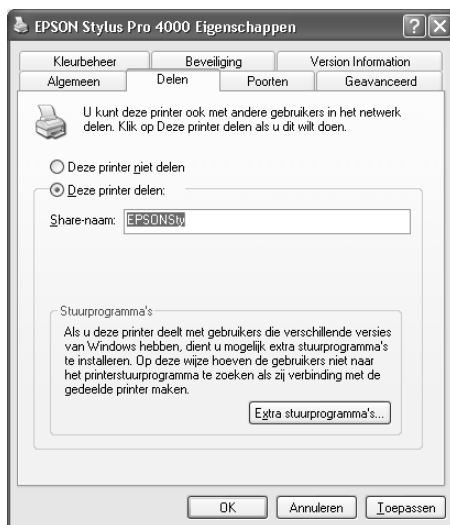 EPSON Stylus Pro 4000 Eigenschappen
Kleurbeheer Beveiliging Version Information
Algemeen Delen Poorten Geavanceerd
U kunt deze printer ook met andere gebruikers in het netwerk
delen. Klik op Deze printer delen als u dit wilt doen.
Deze printer niet delen
Deze printer delen:
Share-naam: EPSONSty
Stuurprogramma's
Als u deze printer deelt met gebruikers die verschillende versies
van Windows hebben, dient u mogelijk extra stuurprogramma's
te installeren. Op deze wijze hoeven de gebruikers niet naar
het printerstuurprogramma te zoeken als zij verbinding met de
gedeelde printer maken.
Extra stuurprogramma's...
OK Annuleren Toepassen